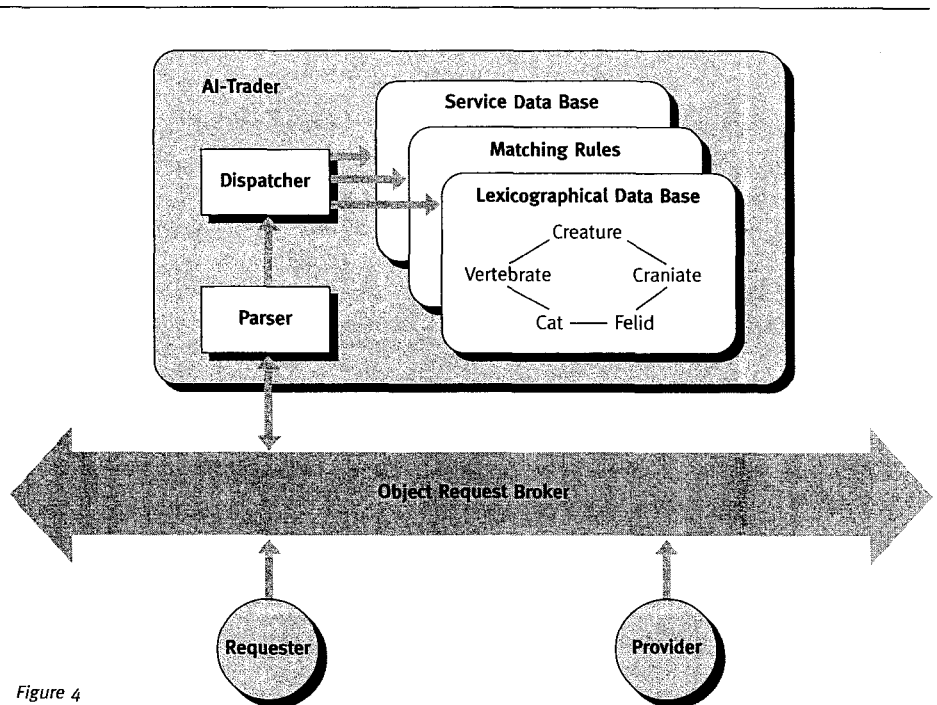 AI-Trader
Service Data Base
Matching Rules
Dispatcher
Lexicographical Data Base
Creature
Vertebrate
Craniate
Parser
Cat
Felid
Object Request Broker
Requester
Provider
Figure 4